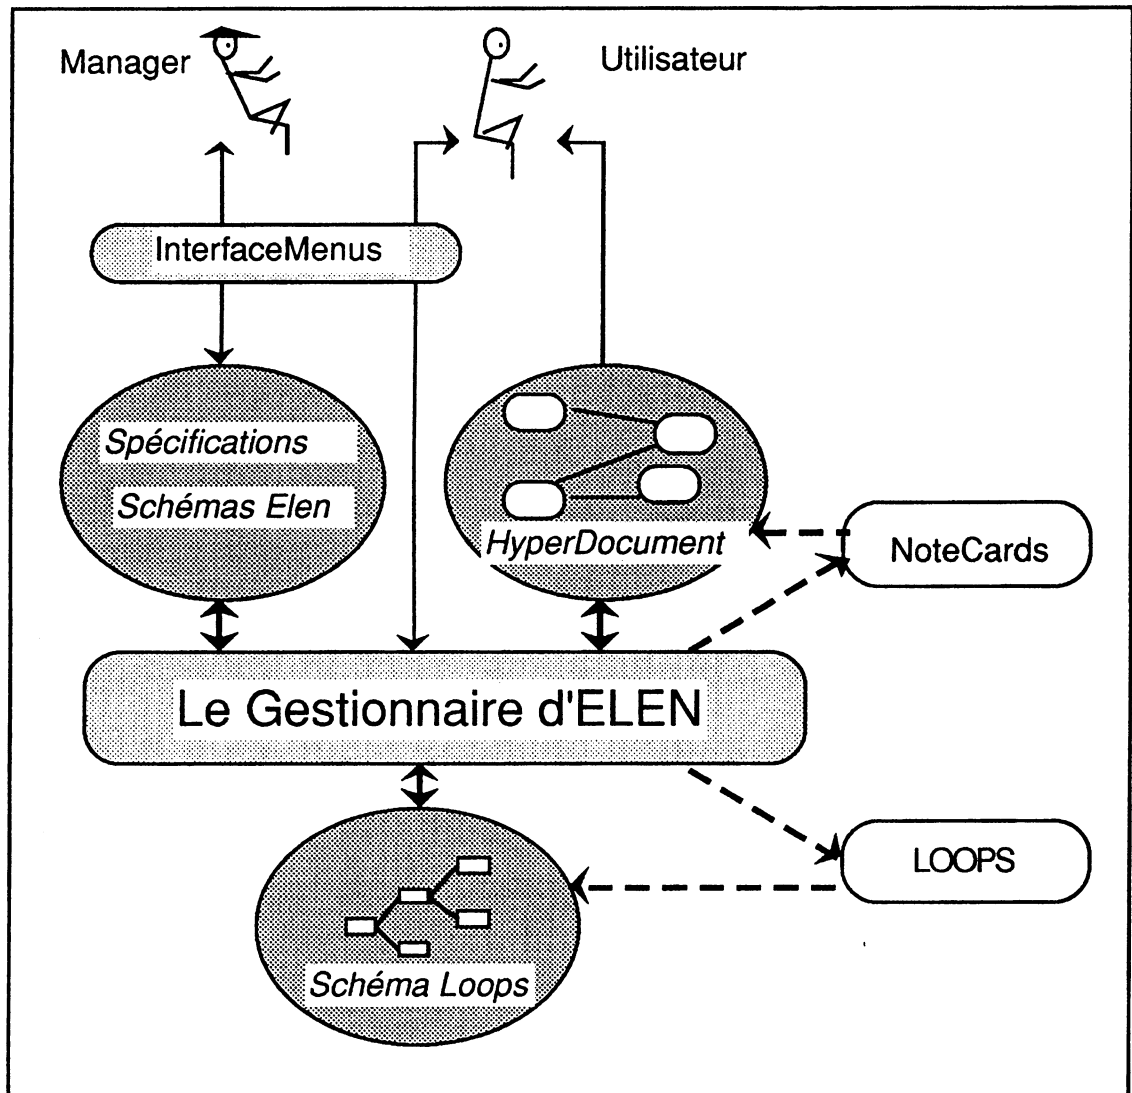 Manager
Utilisateur
InterfaceMenus
Spécifications
Schémas Elen
HyperDocument
NoteCards
Le Gestionnaire d'ELEN
LOOPS
Schéma Loops